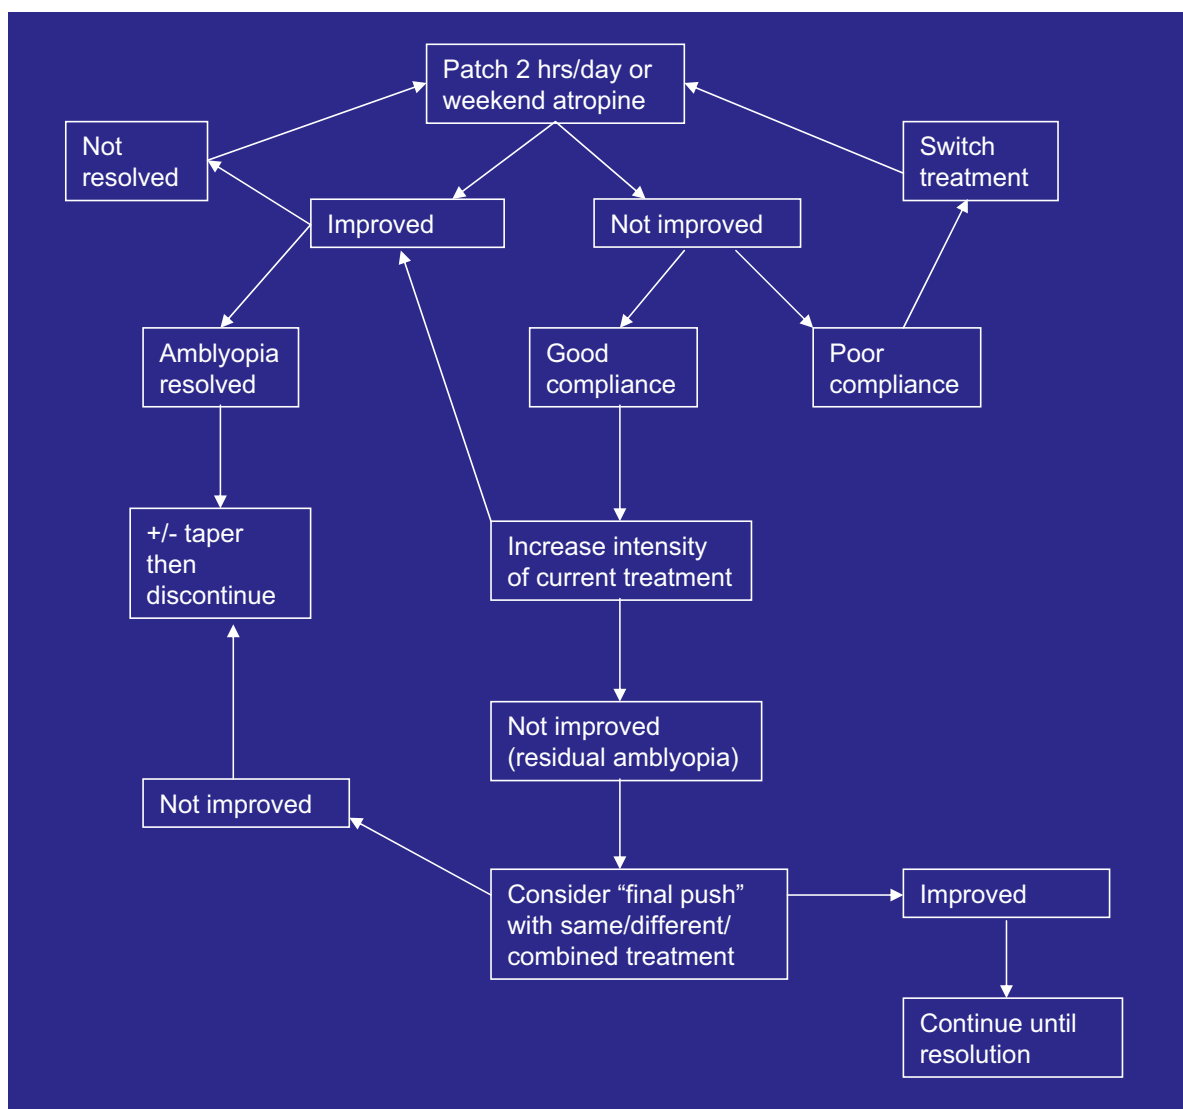 Patch 2 hrs/day or
weekend atropine
Not
resolved
Switch
treatment
Improved
Not improved
Amblyopia
resolved
Good
compliance
Poor
compliance
+/- taper
then
discontinue
Increase intensity
of current treatment
Not improved
(residual amblyopia)
Not improved
Consider “final push”
with same/different/
combined treatment
Improved
Continue until
resolution